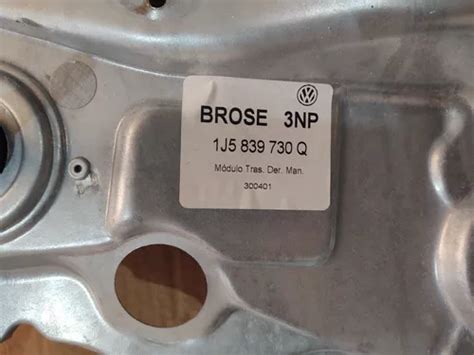 BROSE 3NP
1J5 839 730 Q
Módulo Tras. Der. Man.
300401